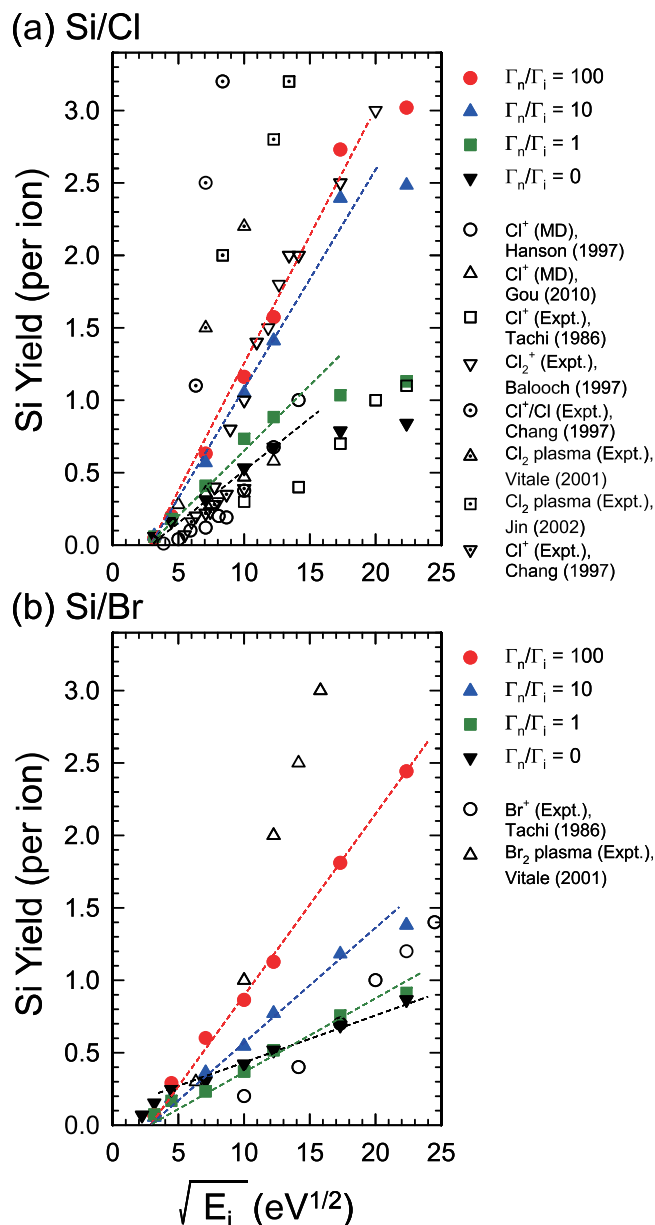 (a) Si/Cl
Si Yield (per ion)
3.0
2.5
2.0
1.5
1.0
0.5
0.0
0 5 10 15 20 25
Γn/Γi = 100
Γn/Γi = 10
Γn/Γi = 1
Γn/Γi = 0
Cl+ (MD),
Hanson (1997)
Cl+ (MD),
Gou (2010)
Cl+ (Expt.),
Tachi (1986)
Cl2+ (Expt.),
Balooch (1997)
Cl+/Cl (Expt.),
Chang (1997)
Cl2 plasma (Expt.),
Vitale (2001)
Cl2 plasma (Expt.),
Jin (2002)
Cl+ (Expt.),
Chang (1997)
(b) Si/Br
Si Yield (per ion)
3.0
2.5
2.0
1.5
1.0
0.5
0.0
0 5 10 15 20 25
√Ei (eV1/2)
Γn/Γi = 100
Γn/Γi = 10
Γn/Γi = 1
Γn/Γi = 0
Br+ (Expt.),
Tachi (1986)
Br2 plasma (Expt.),
Vitale (2001)